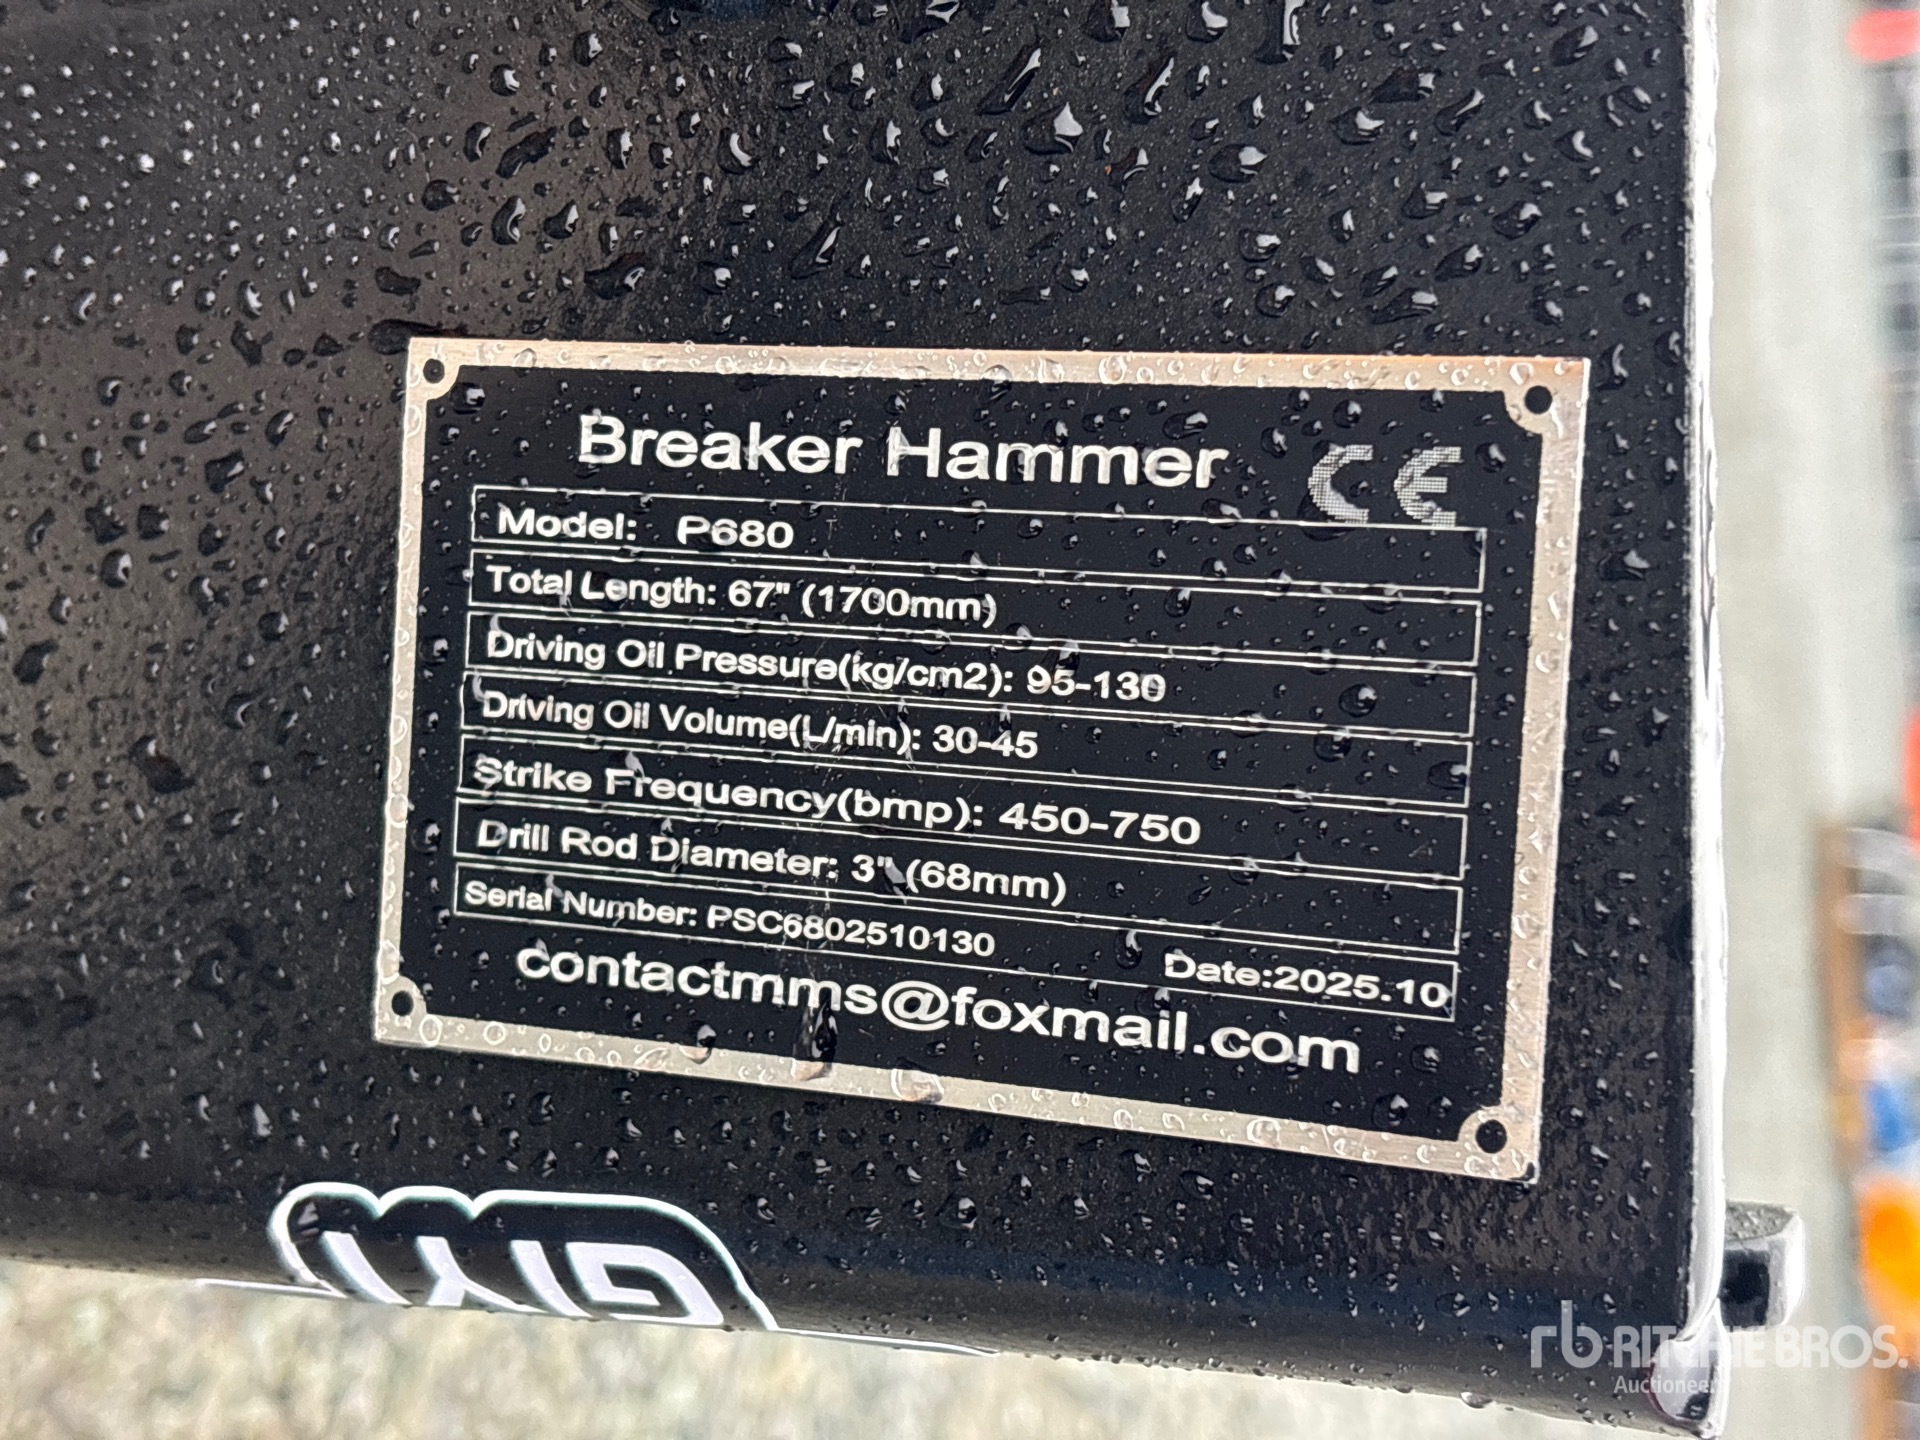 Breaker Hammer CE
Model: P680
Total Length: 67" (1700mm)
Driving Oil Pressure(kg/cm2): 95-130
Driving Oil Volume(L/min): 30-45
Strike Frequency(bmp): 450-750
Drill Rod Diameter: 3" (68mm)
Serial Number: PSC6802510130 Date:2025.10
contactmms@foxmail.com
rb RITCHIE BROS.
Auctioneers